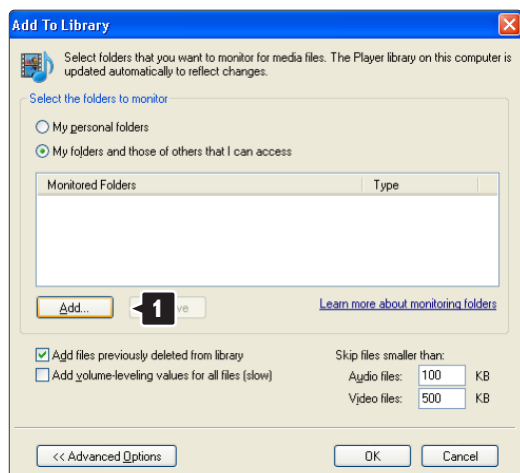 Add To Library
Select folders that you want to monitor for media files. The Player library on this computer is
updated automatically to reflect changes.
Select the folders to monitor
My personal folders
My folders and those of others that I can access
Monitored Folders Type
Add... 1 ve Learn more about monitoring folders
Add files previously deleted from library
Add volume-leveling values for all files (slow)
Skip files smaller than:
Audio files: 100 KB
Video files: 500 KB
<< Advanced Options OK Cancel